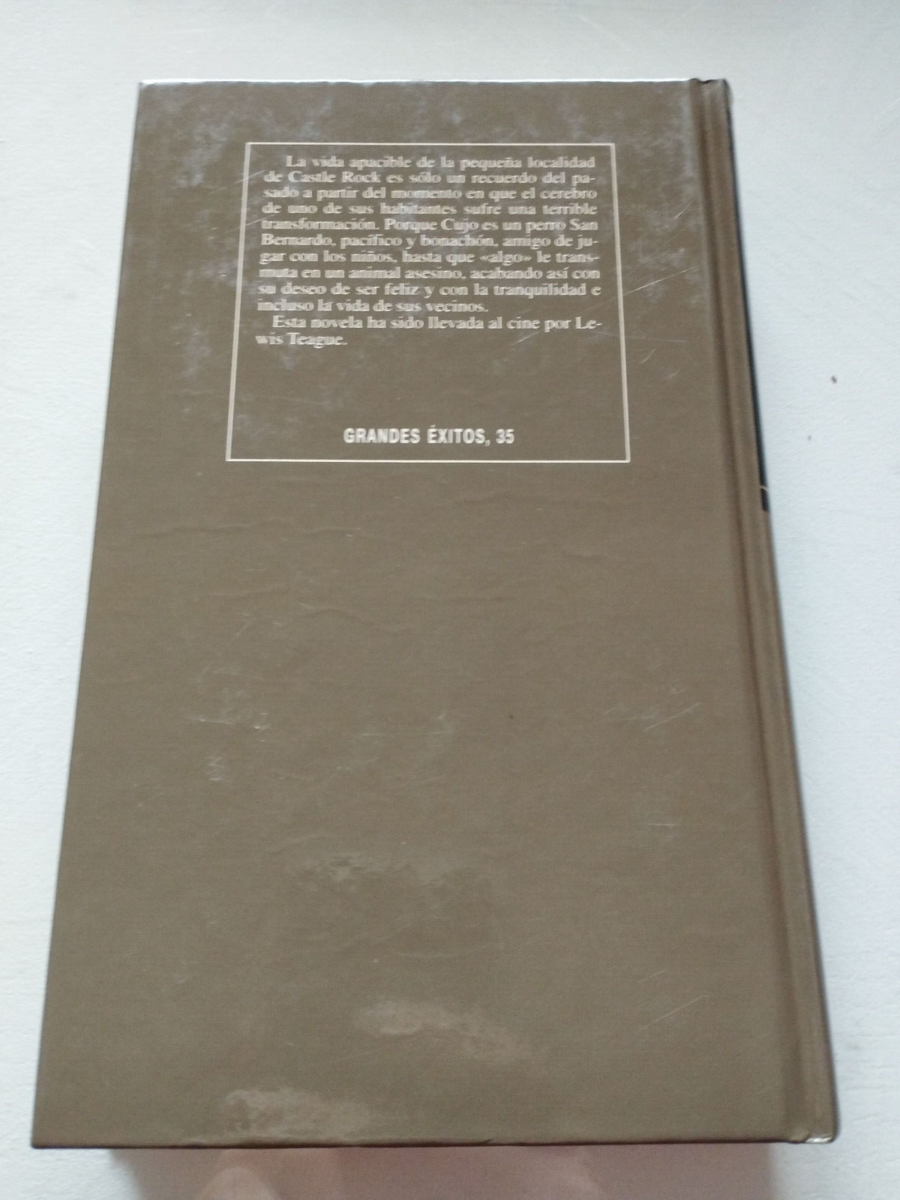 La vida apacible de la pequeña localidad
de Castle Rock es sólo un recuerdo del pa-
sado a partir del momento en que el cerebro
de uno de sus habitantes sufre una terrible
transformación. Porque Cujo es un perro San
Bernardo, pacífico y bonachón, amigo de ju-
gar con los niños, hasta que «algo» le trans-
muta en un animal asesino, acabando así con
su deseo de ser feliz y con la tranquilidad e
incluso la vida de sus vecinos.
Esta novela ha sido llevada al cine por Le-
wis Teague.
GRANDES ÉXITOS, 35